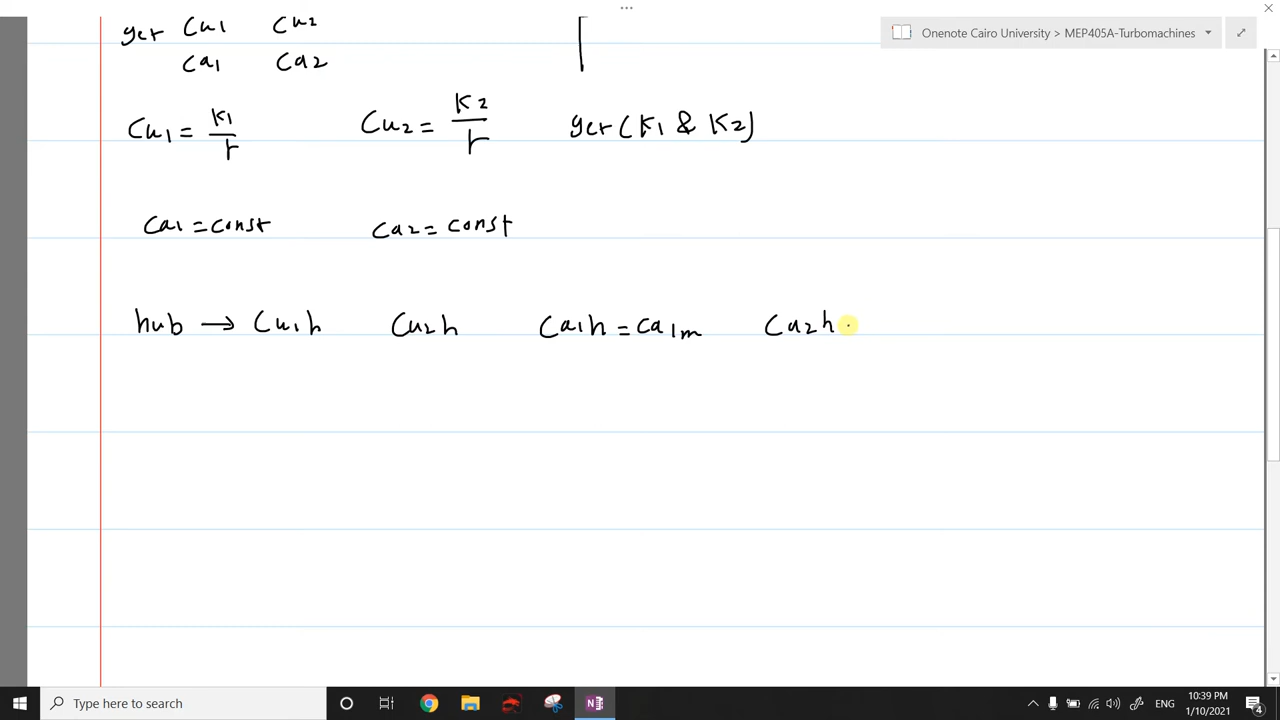 Onenote Cairo University > MEP405A-Turbomachines
get Cu1 Cu2
Ca1 Ca2
Cu1 = K1/r Cu2 = K2/r get (K1 & K2)
Ca1 = const Ca2 = const
hub → Cu1h Cu2h Ca1h = Ca1m Ca2h
Type here to search
ENG
10:39 PM
1/10/2021
4